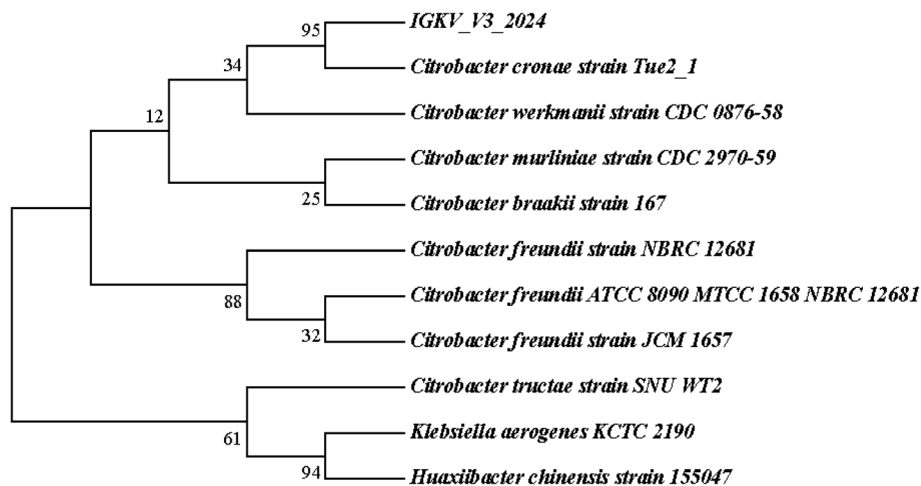 95
IGKV_V3_2024
34
Citrobacter cronae strain Tue2_1
12
Citrobacter werkmanii strain CDC 0876-58
Citrobacter murliniae strain CDC 2970-59
25
Citrobacter braakii strain 167
Citrobacter freundii strain NBRC 12681
88
Citrobacter freundii ATCC 8090 MTCC 1658 NBRC 12681
32
Citrobacter freundii strain JCM 1657
Citrobacter tructae strain SNU WT2
61
Klebsiella aerogenes KCTC 2190
94
Huaxiibacter chinensis strain 155047